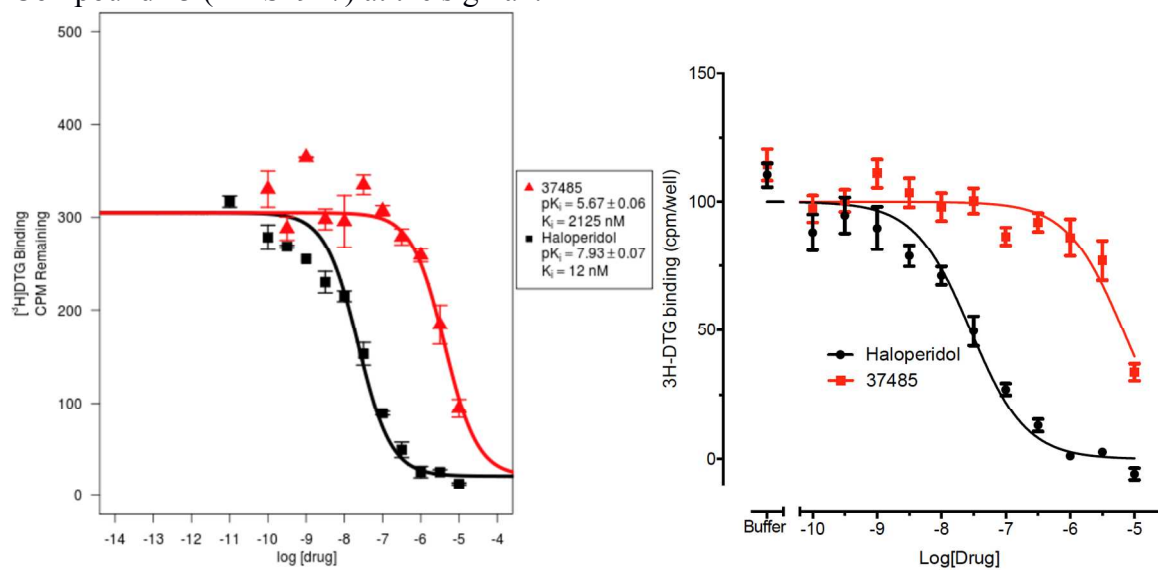 500
400
300
200
100
0
[³H]DTG Binding
CPM Remaining
-14 -13 -12 -11 -10 -9 -8 -7 -6 -5 -4
log [drug]
37485
pKi = 5.67 ± 0.06
Ki = 2125 nM
Haloperidol
pKi = 7.93 ± 0.07
Ki = 12 nM
150
100
50
0
3H-DTG binding (cpm/well)
Haloperidol
37485
Buffer -10 -9 -8 -7 -6 -5
Log[Drug]